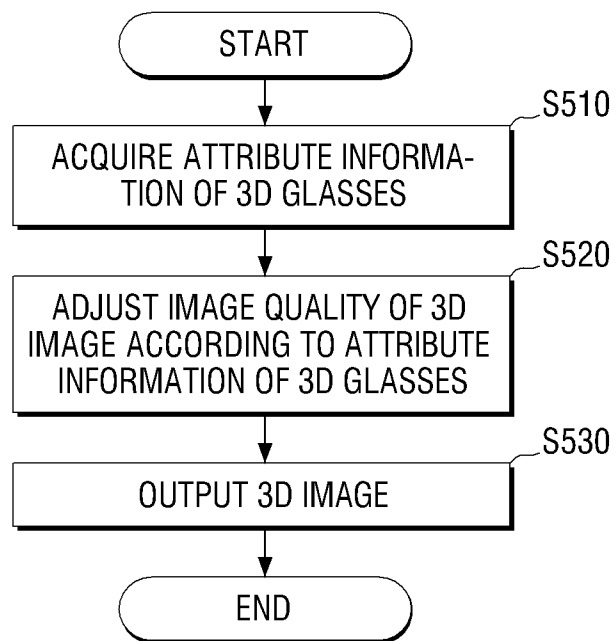 START
S510
ACQUIRE ATTRIBUTE INFORMA-
TION OF 3D GLASSES
S520
ADJUST IMAGE QUALITY OF 3D
IMAGE ACCORDING TO ATTRIBUTE
INFORMATION OF 3D GLASSES
S530
OUTPUT 3D IMAGE
END